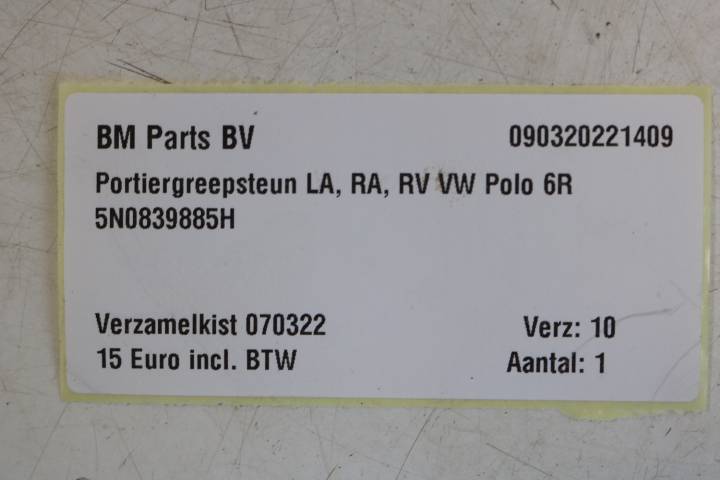 BM Parts BV 090320221409
Portiergreepsteun LA, RA, RV VW Polo 6R
5N0839885H
Verzamelkist 070322 Verz: 10
15 Euro incl. BTW Aantal: 1